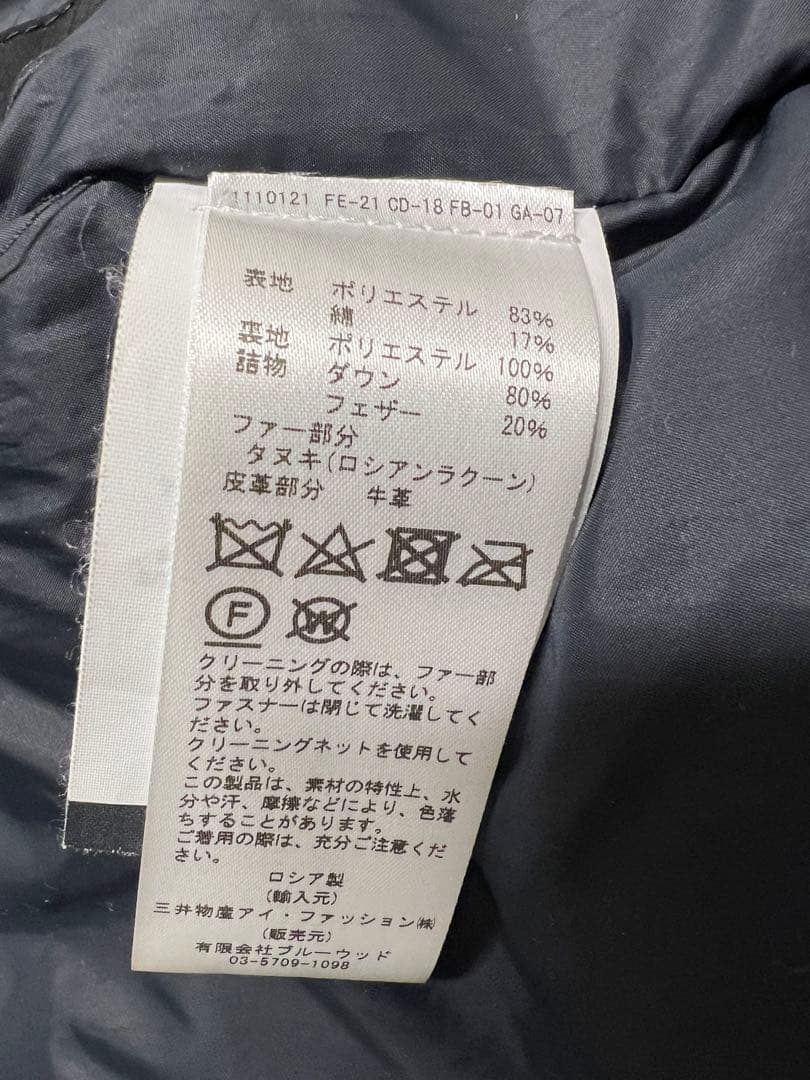 1110121 FE-21 CD-18 FB-01 GA-07
表地 ポリエステル 83%
綿 17%
裏地 ポリエステル 100%
詰物 ダウン 80%
フェザー 20%
ファー部分
タヌキ(ロシアンラクーン)
皮革部分 牛革
F W
クリーニングの際は、ファー部
分を取り外してください。
ファスナーは閉じて洗濯してく
ださい。
クリーニングネットを使用して
ください。
この製品は、素材の特性上、水
分や汗、摩擦などにより、色落
ちすることがあります。
ご着用の際は、充分ご注意くだ
さい。
ロシア製
(輸入元)
三井物産アイ・ファッション㈱
(販売元)
有限会社ブルーウッド
03-5709-1098